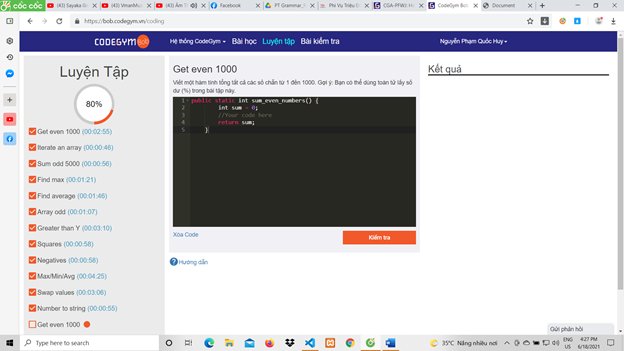 cốc cốc
(43) Sayaka B
(43) VmanMu
(43) Âm T
Facebook
PT Grammar_
Phi Vụ Triệu Đ
CGA-PFWI: H
CodeGym Bo
Document
https://bob.codegym.vn/coding
CODEGYM bob
Hệ thống CodeGym
Bài học
Luyện tập
Bài kiểm tra
Nguyễn Phạm Quốc Huy
Luyện Tập
80%
Get even 1000 (00:02:55)
Iterate an array (00:00:46)
Sum odd 5000 (00:00:56)
Find max (00:01:21)
Find average (00:01:46)
Array odd (00:01:07)
Greater than Y (00:03:10)
Squares (00:00:58)
Negatives (00:00:58)
Max/Min/Avg (00:04:25)
Swap values (00:03:06)
Number to string (00:00:55)
Get even 1000
Get even 1000
Viết một hàm tính tổng tất cả các số chẵn từ 1 đến 1000. Gợi ý: Bạn có thể dùng toán tử lấy số
dư (%) trong bài tập này.
1 public static int sum_even_numbers() {
2 int sum = 0;
3 //Your code here
4 return sum;
5 }
Xóa Code
Kiểm tra
Hướng dẫn
Kết quả
Gửi phản hồi
Type here to search
35°C Nắng nhiều nơi
ENG
US
4:27 PM
6/18/2021